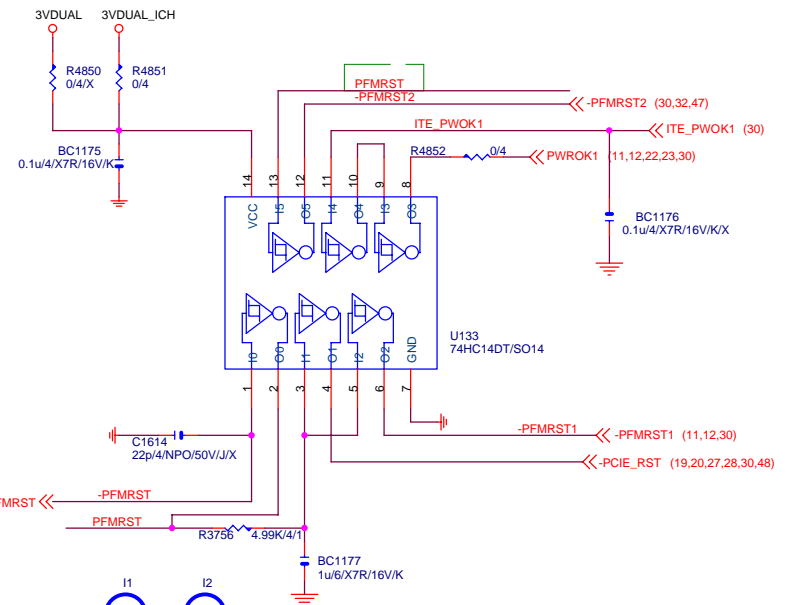 3VDUAL 3VDUAL_ICH
R4850
0/4/X
R4851
0/4
PFMRST
-PFMRST2
-PFMRST2 (30,32,47)
ITE_PWOK1
ITE_PWOK1 (30)
BC1175
0.1u/4/X7R/16V/K
R4852
0/4
PWROK1 (11,12,22,23,30)
14 13 12 11 10 9 8
VCC I5 O5 I4 O4 I3 O3
BC1176
0.1u/4/X7R/16V/K/X
U133
74HC14DT/SO14
I0 O0 I1 O1 I2 O2 GND
1 2 3 4 5 6 7
C1614
22p/4/NPO/50V/J/X
-PFMRST1
-PFMRST1 (11,12,30)
-PCIE_RST (19,20,27,28,30,48)
FMRST
-PFMRST
PFMRST
R3756
4.99K/4/1
BC1177
1u/6/X7R/16V/K
I1 I2